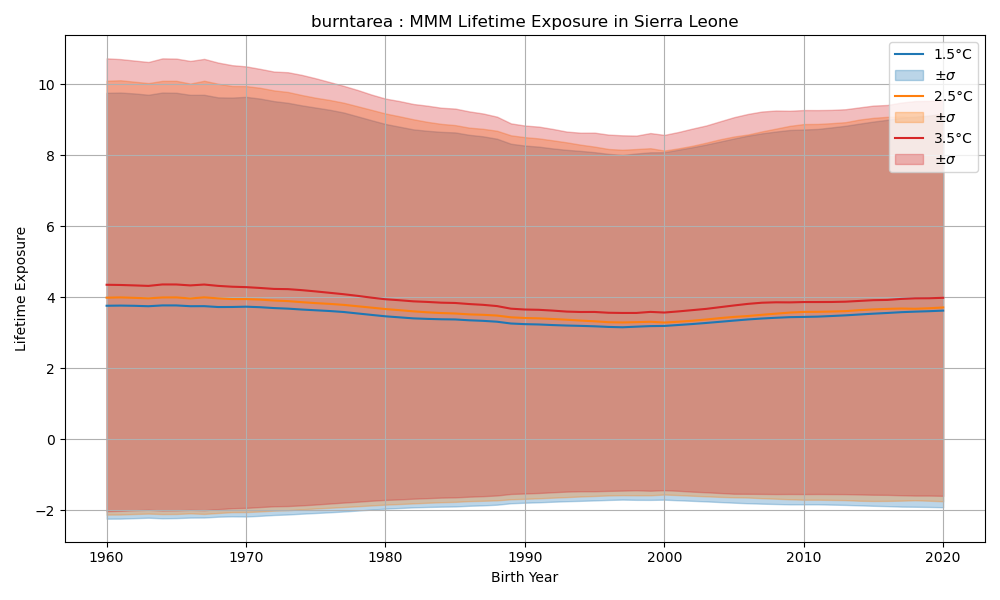 burntarea : MMM Lifetime Exposure in Sierra Leone
1.5°C
±σ
2.5°C
±σ
3.5°C
±σ
Lifetime Exposure
10
8
6
4
2
0
−2
1960 1970 1980 1990 2000 2010 2020
Birth Year